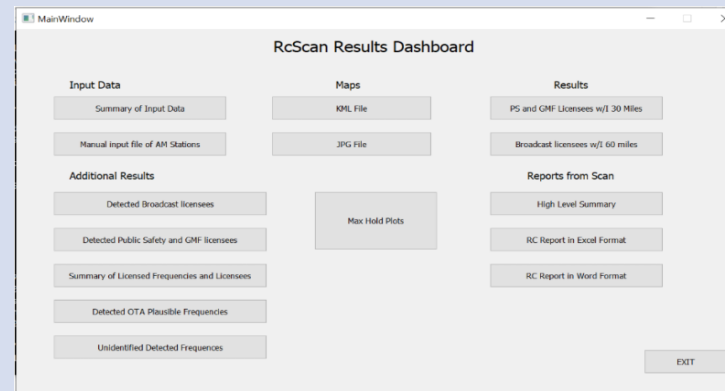 MainWindow
RcScan Results Dashboard
Input Data
Maps
Results
Summary of Input Data
KML File
PS and GMF Licensees w/I 30 Miles
Manual input file of AM Stations
JPG File
Broadcast licensees w/I 60 miles
Additional Results
Reports from Scan
Detected Broadcast licensees
Max Hold Plots
High Level Summary
Detected Public Safety and GMF licensees
RC Report in Excel Format
Summary of Licensed Frequencies and Licensees
RC Report in Word Format
Detected OTA Plausible Frequencies
Unidentified Detected Frequences
EXIT